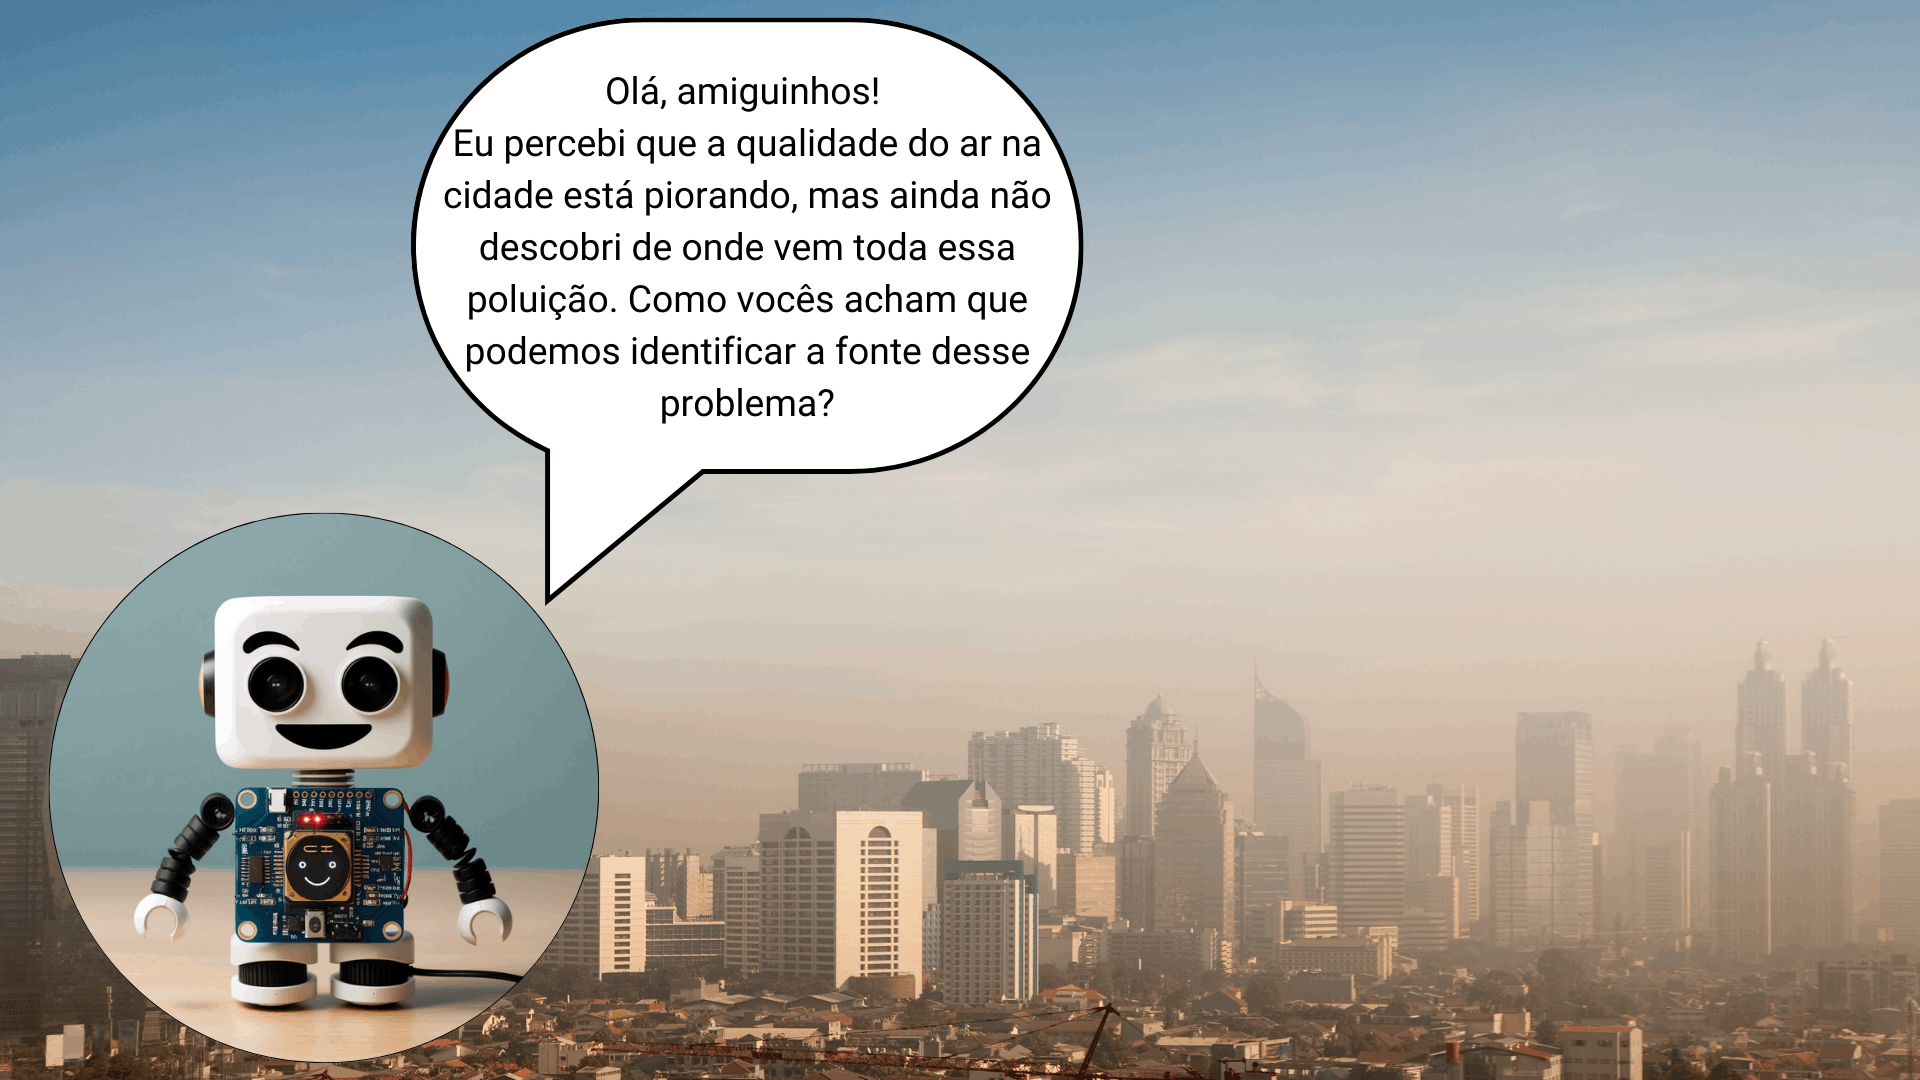 Olá, amiguinhos!
Eu percebi que a qualidade do ar na
cidade está piorando, mas ainda não
descobri de onde vem toda essa
poluição. Como vocês acham que
podemos identificar a fonte desse
problema?